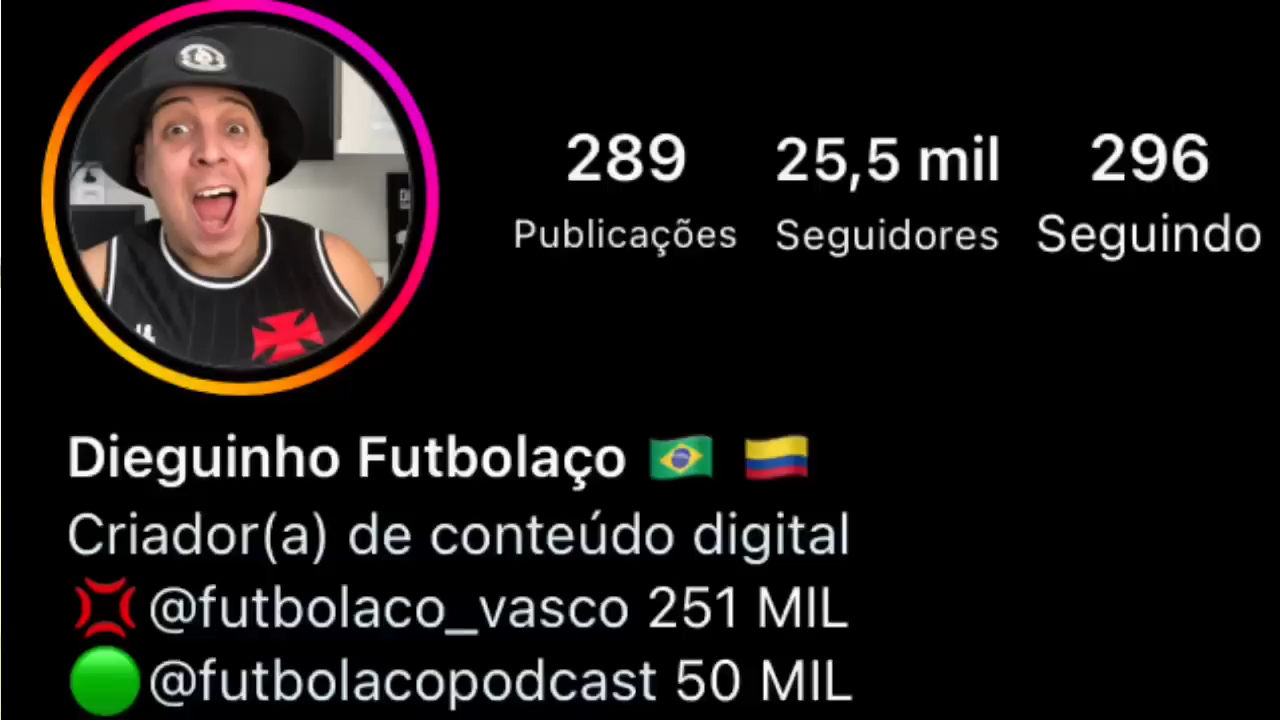 289 25,5 mil 296
Publicações Seguidores Seguindo
Dieguinho Futbolaço 🇧🇷 🇨🇴
Criador(a) de conteúdo digital
💢@futbolaco_vasco 251 MIL
🟢@futbolacopodcast 50 MIL